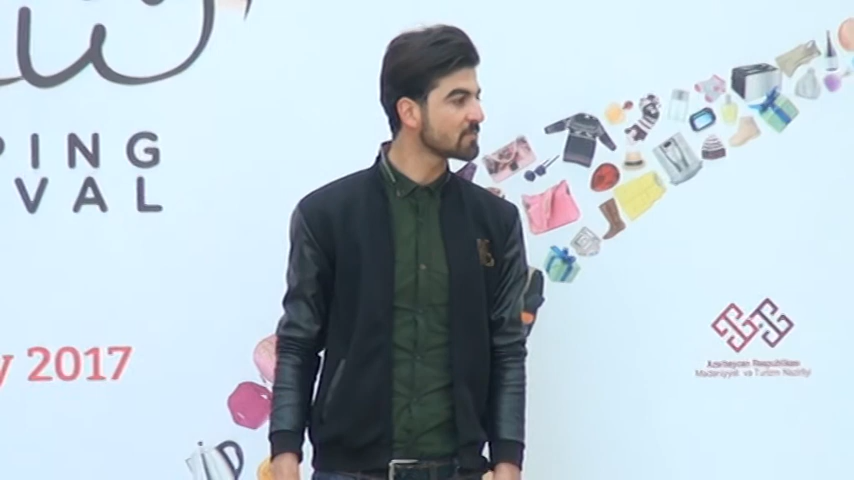 PING
VAL
y 2017
Azərbaycan Respublikası
Mədəniyyət və Turizm Nazirliyi